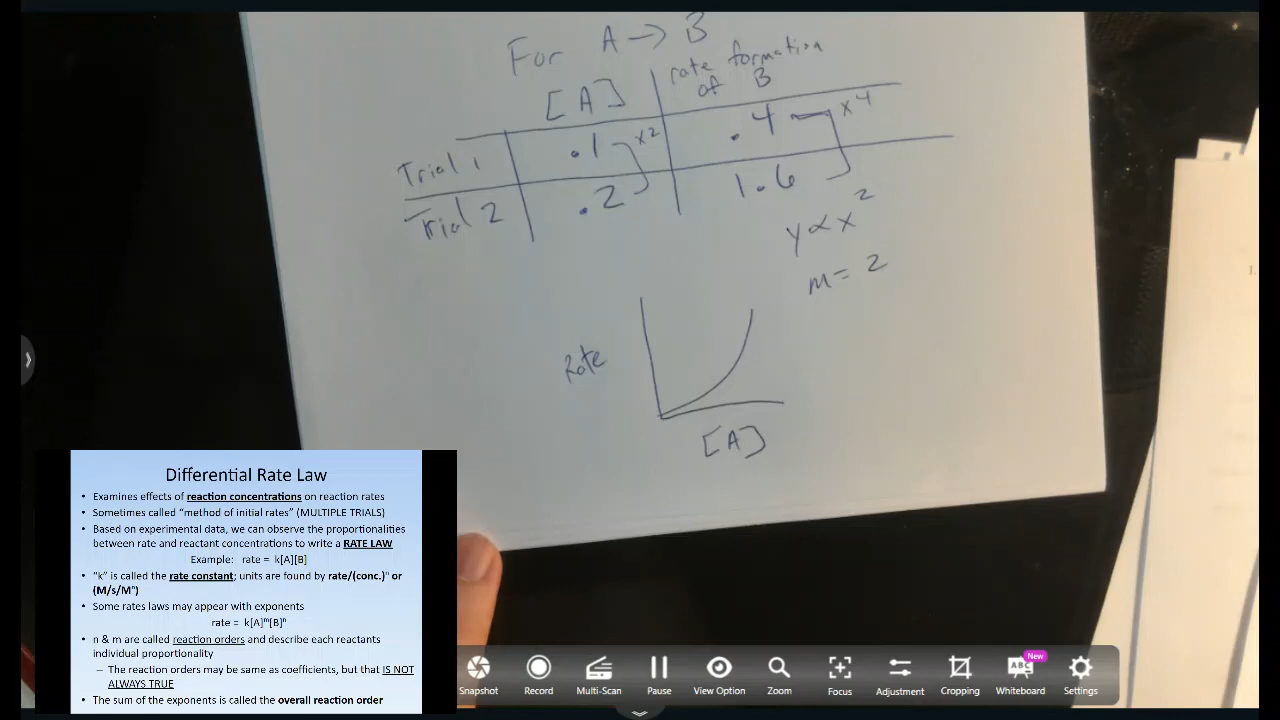 For A → B
[A]
rate formation
of B
Trial 1 .1 .4
x2
x4
Trial 2 .2 1.6
y ∝ x²
m = 2
Rate
[A]
1.
Differential Rate Law
• Examines effects of reaction concentrations on reaction rates
• Sometimes called “method of initial rates” (MULTIPLE TRIALS)
• Based on experimental data, we can observe the proportionalities
between rate and reactant concentrations to write a RATE LAW
Example: rate = k[A][B]
• “k” is called the rate constant; units are found by rate/(conc.)ⁿ or
(M/s/Mⁿ)
• Some rates laws may appear with exponents
rate = k[A]ᵐ[B]ⁿ
• n & m are called reaction orders and describe each reactants
individual proportionality
– The reaction orders may be same as coefficients, but that IS NOT
ALWAYS TRUE
• The sum of the exponents is called the overall reaction order
New
ABC
Snapshot Record Multi-Scan Pause View Option Zoom Focus Adjustment Cropping Whiteboard Settings